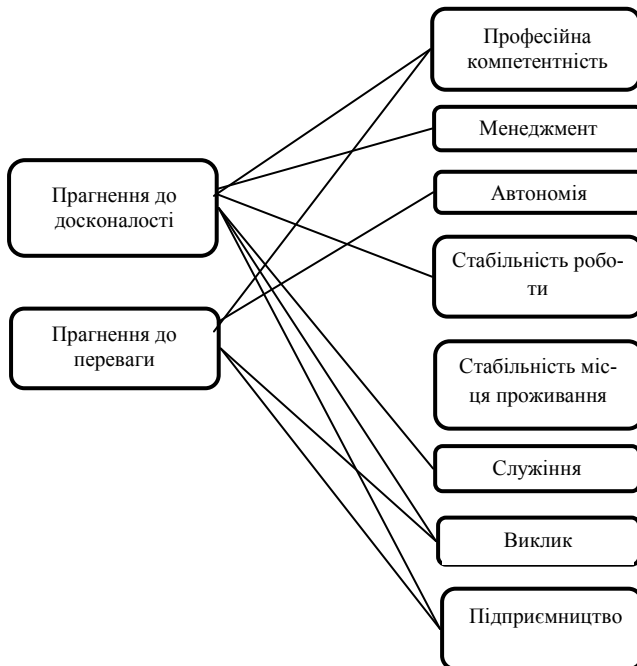 Професійна
компетентність
Менеджмент
Прагнення до
досконалості
Автономія
Стабільність робо-
ти
Прагнення до
переваги
Стабільність міс-
ця проживання
Служіння
Виклик
Підприємництво